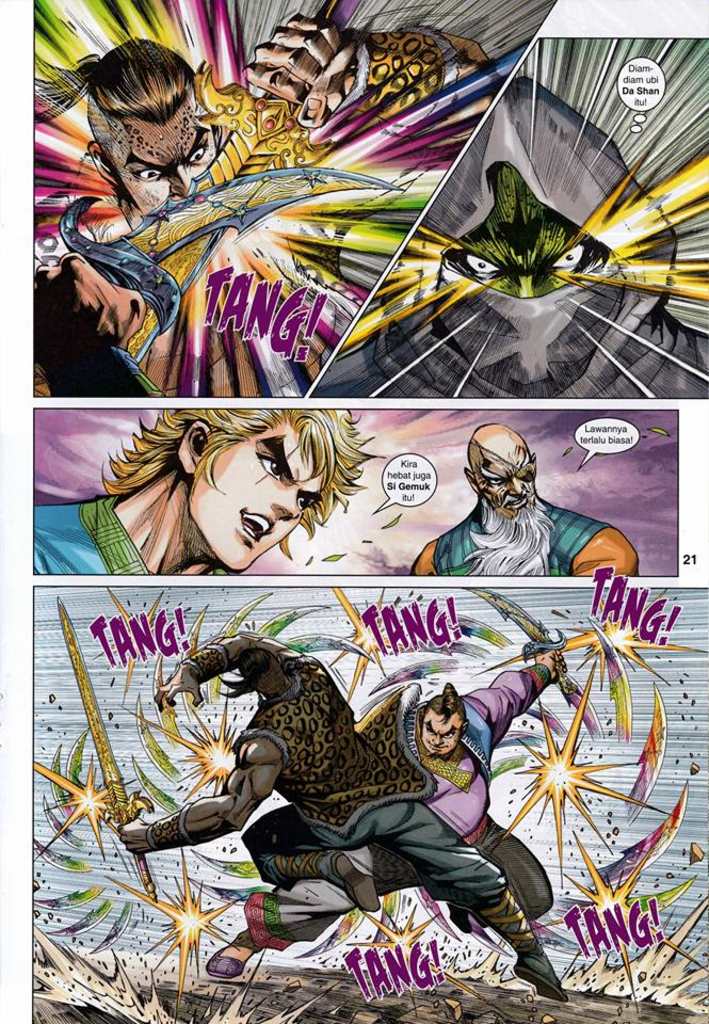 Diam-
diam ubi
Da Shan
itu!
TANG!
Kira
hebat juga
Si Gemuk
itu!
Lawannya
terlalu biasa!
21
TANG!
TANG!
TANG!
TANG!
TANG!